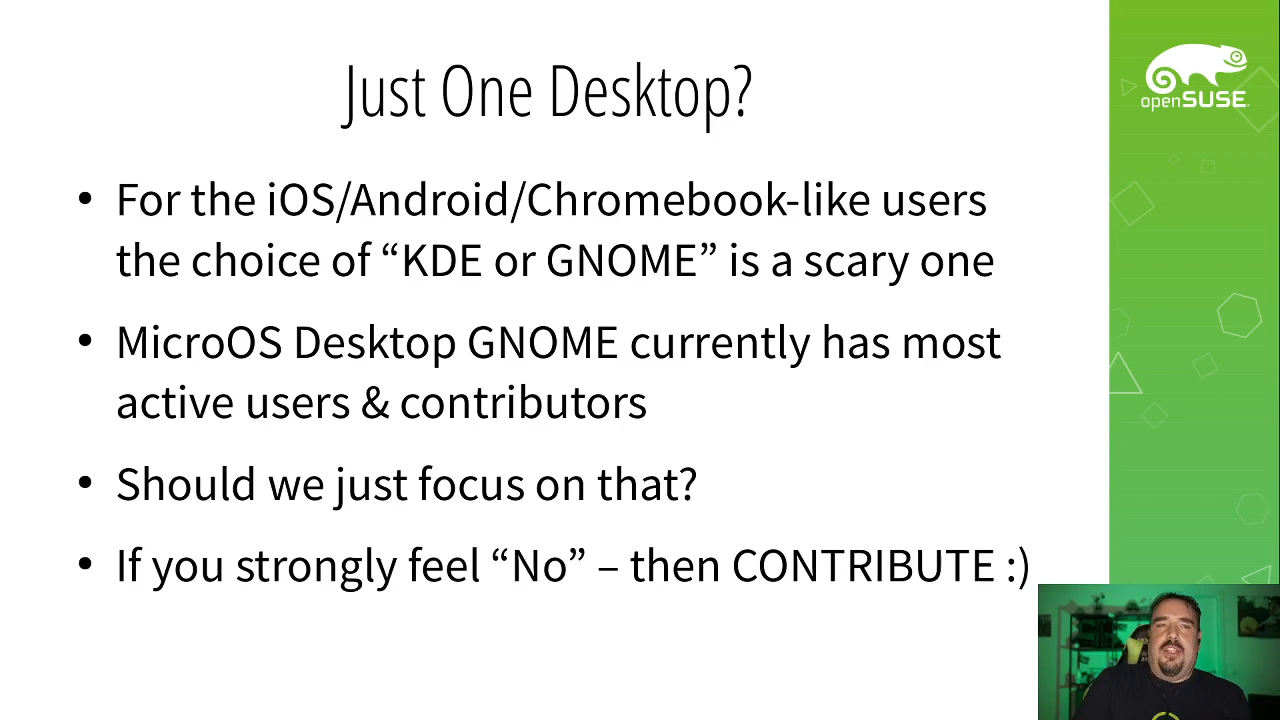 Just One Desktop?
openSUSE
• For the iOS/Android/Chromebook-like users
the choice of “KDE or GNOME” is a scary one
• MicroOS Desktop GNOME currently has most
active users & contributors
• Should we just focus on that?
• If you strongly feel “No” – then CONTRIBUTE :)